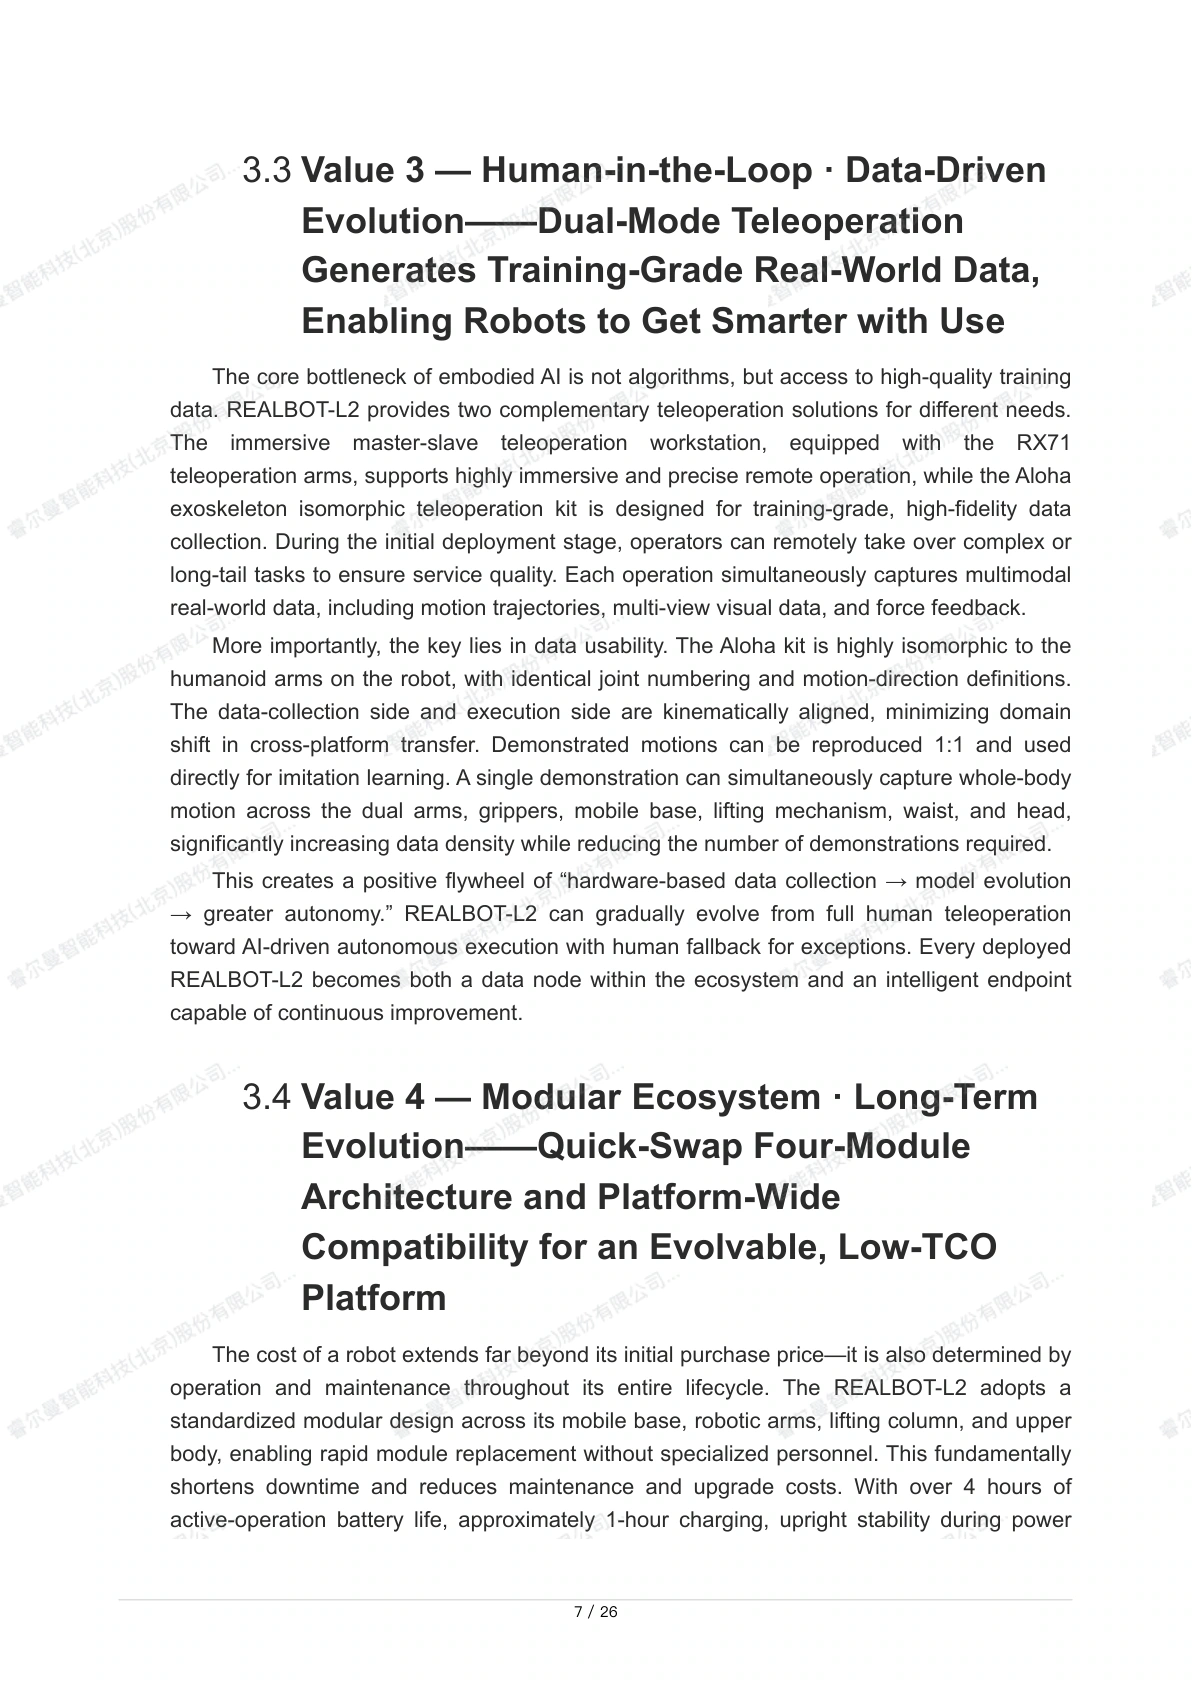 3.3 Value 3 — Human-in-the-Loop · Data-Driven
Evolution——Dual-Mode Teleoperation
Generates Training-Grade Real-World Data,
Enabling Robots to Get Smarter with Use
The core bottleneck of embodied AI is not algorithms, but access to high-quality training
data. REALBOT-L2 provides two complementary teleoperation solutions for different needs.
The immersive master-slave teleoperation workstation, equipped with the RX71
teleoperation arms, supports highly immersive and precise remote operation, while the Aloha
exoskeleton isomorphic teleoperation kit is designed for training-grade, high-fidelity data
collection. During the initial deployment stage, operators can remotely take over complex or
long-tail tasks to ensure service quality. Each operation simultaneously captures multimodal
real-world data, including motion trajectories, multi-view visual data, and force feedback.
More importantly, the key lies in data usability. The Aloha kit is highly isomorphic to the
humanoid arms on the robot, with identical joint numbering and motion-direction definitions.
The data-collection side and execution side are kinematically aligned, minimizing domain
shift in cross-platform transfer. Demonstrated motions can be reproduced 1:1 and used
directly for imitation learning. A single demonstration can simultaneously capture whole-body
motion across the dual arms, grippers, mobile base, lifting mechanism, waist, and head,
significantly increasing data density while reducing the number of demonstrations required.
This creates a positive flywheel of “hardware-based data collection → model evolution
→ greater autonomy.” REALBOT-L2 can gradually evolve from full human teleoperation
toward AI-driven autonomous execution with human fallback for exceptions. Every deployed
REALBOT-L2 becomes both a data node within the ecosystem and an intelligent endpoint
capable of continuous improvement.
3.4 Value 4 — Modular Ecosystem · Long-Term
Evolution——Quick-Swap Four-Module
Architecture and Platform-Wide
Compatibility for an Evolvable, Low-TCO
Platform
The cost of a robot extends far beyond its initial purchase price—it is also determined by
operation and maintenance throughout its entire lifecycle. The REALBOT-L2 adopts a
standardized modular design across its mobile base, robotic arms, lifting column, and upper
body, enabling rapid module replacement without specialized personnel. This fundamentally
shortens downtime and reduces maintenance and upgrade costs. With over 4 hours of
active-operation battery life, approximately 1-hour charging, upright stability during power
7 / 26
睿尔曼智能科技(北京)股份有限公司...